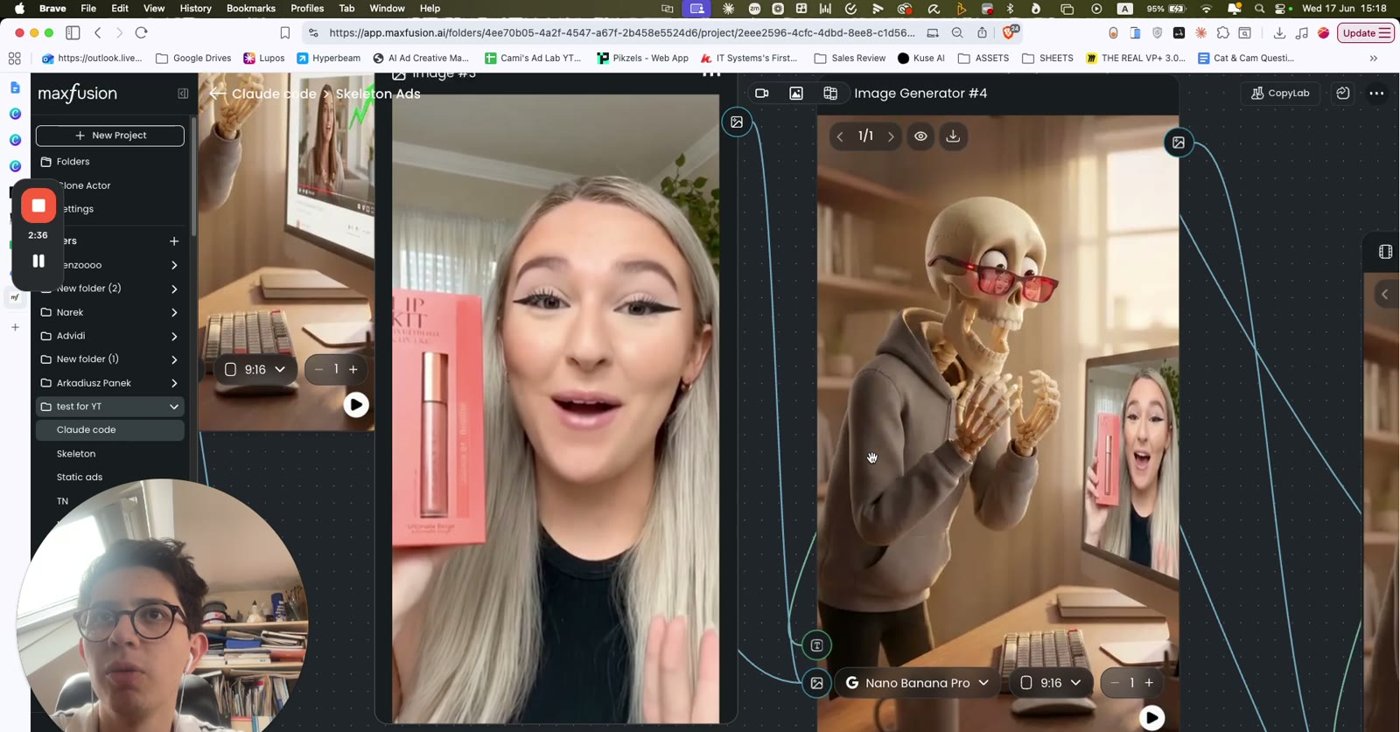 Brave File Edit View History Bookmarks Profiles Tab Window Help
A 95% Wed 17 Jun 15:18
https://app.maxfusion.ai/folders/4ee70b05-4a2f-4547-a67f-2b458e5524d6/project/2eee2596-4cfc-4dbd-8ee8-c1d56...
24
Update
https://outlook.live... Google Drives Lupos Hyperbeam AI Ad Creative Ma... Cami's Ad Lab YT... Pikzels - Web App IT Systems's First... Sales Review Kuse AI ASSETS SHEETS THE REAL VP+ 3.0... Cat & Cam Questi...
maxfusion
Claude code > Skeleton Ads
Image #3
Image Generator #4
CopyLab
New Project
1/1
Folders
Clone Actor
ettings
2:36
ers
enzoooo
New folder (2)
Narek
Advidi
New folder (1)
Arkadiusz Panek
test for YT
Claude code
Skeleton
Static ads
TN
9:16
1
KIT
Nano Banana Pro
9:16
1